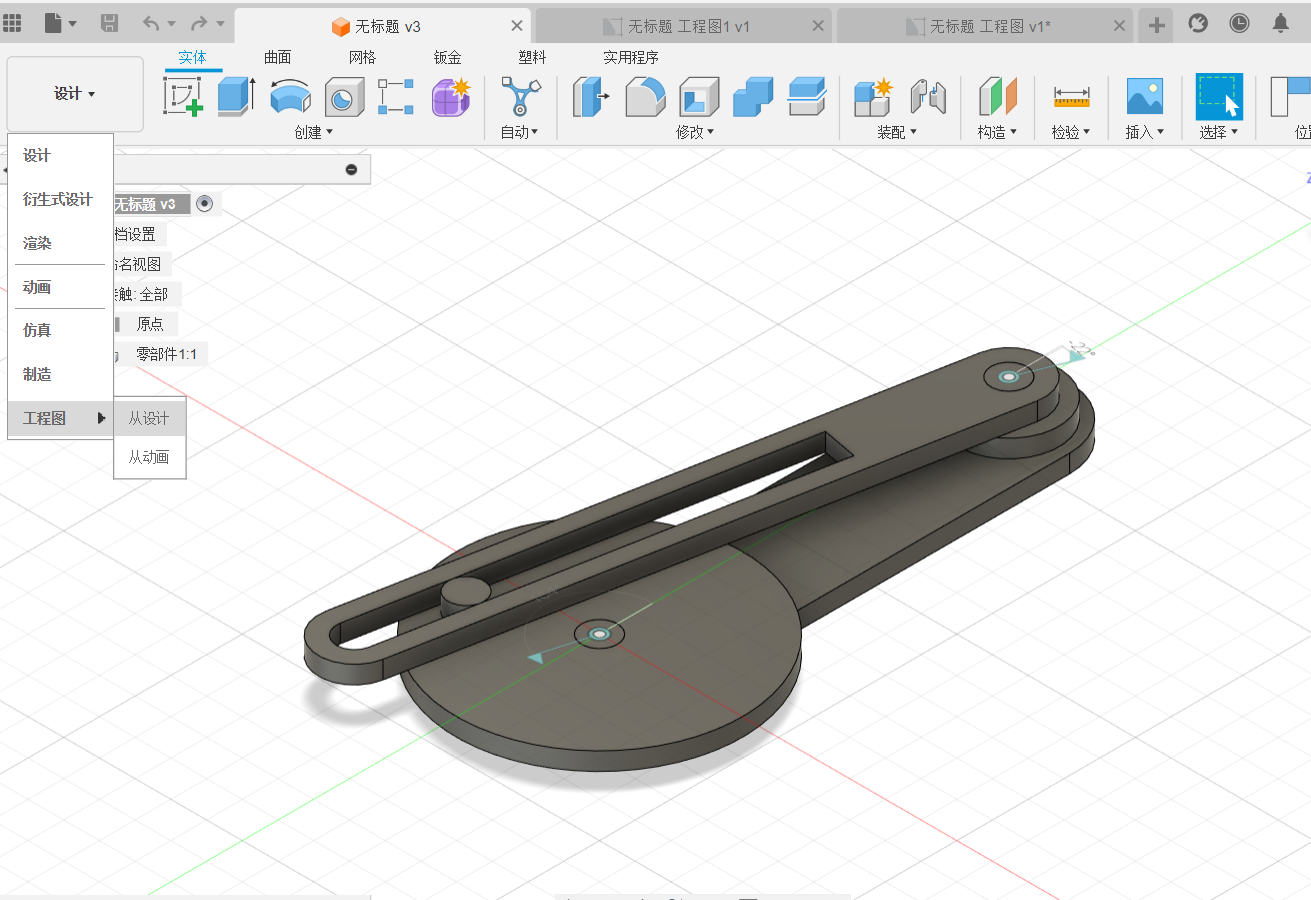 无标题 v3
无标题 工程图1 v1
无标题 工程图 v1*
实体
曲面
网格
钣金
塑料
实用程序
设计
创建
自动
修改
装配
构造
检验
插入
选择
设计
衍生式设计
渲染
动画
仿真
制造
工程图
从设计
从动画
无标题 v3
档设置
名视图
触: 全部
原点
零部件1:1